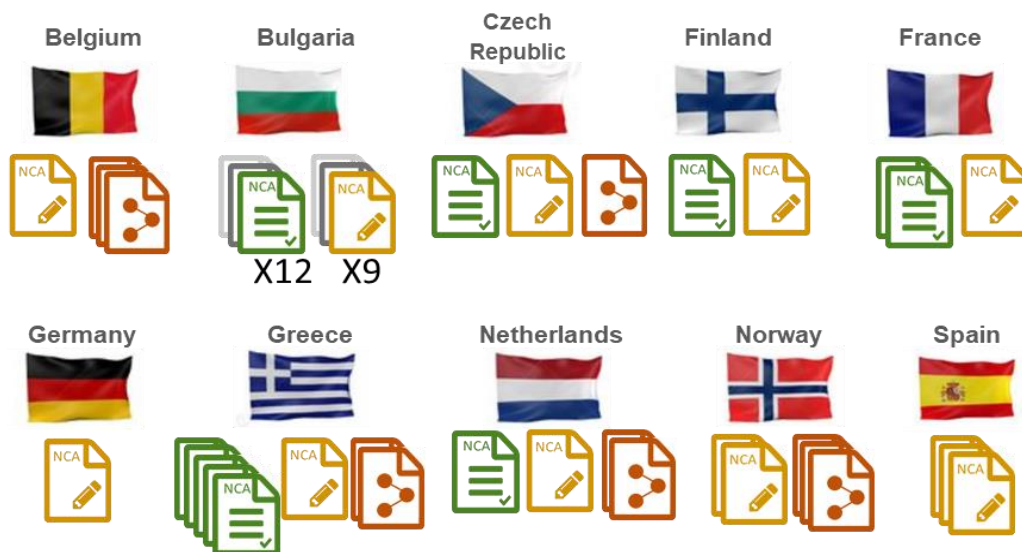 Belgium
Bulgaria
Czech
Republic
Finland
France
NCA
NCA
NCA
NCA
NCA
NCA
NCA
NCA
NCA
X12
X9
Germany
Greece
Netherlands
Norway
Spain
NCA
NCA
NCA
NCA
NCA
NCA
NCA